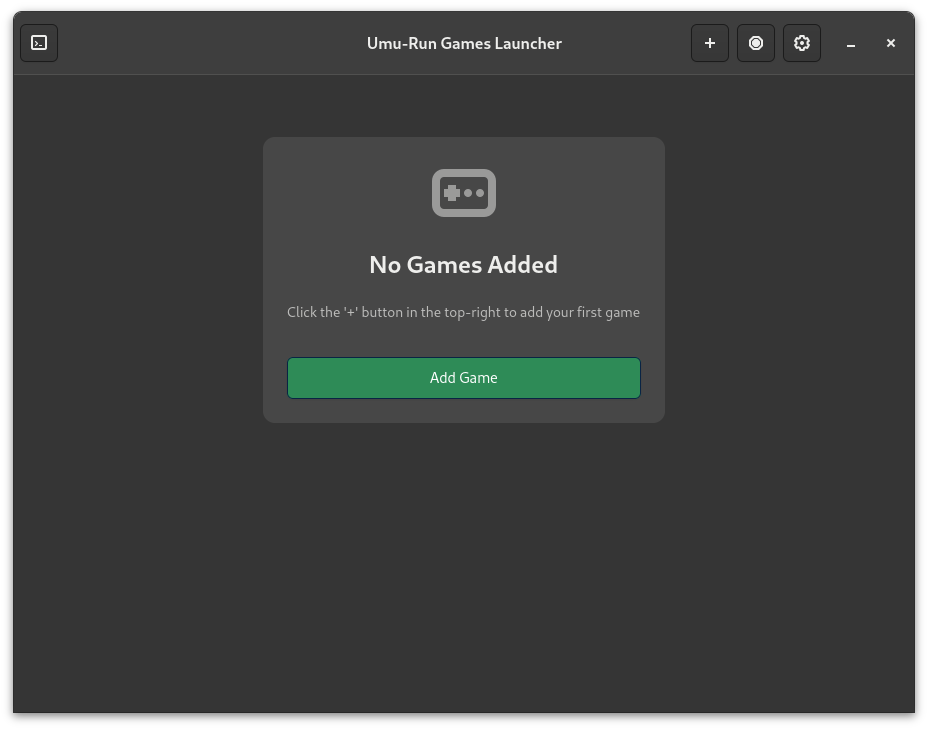 Umu-Run Games Launcher
No Games Added
Click the '+' button in the top-right to add your first game
Add Game